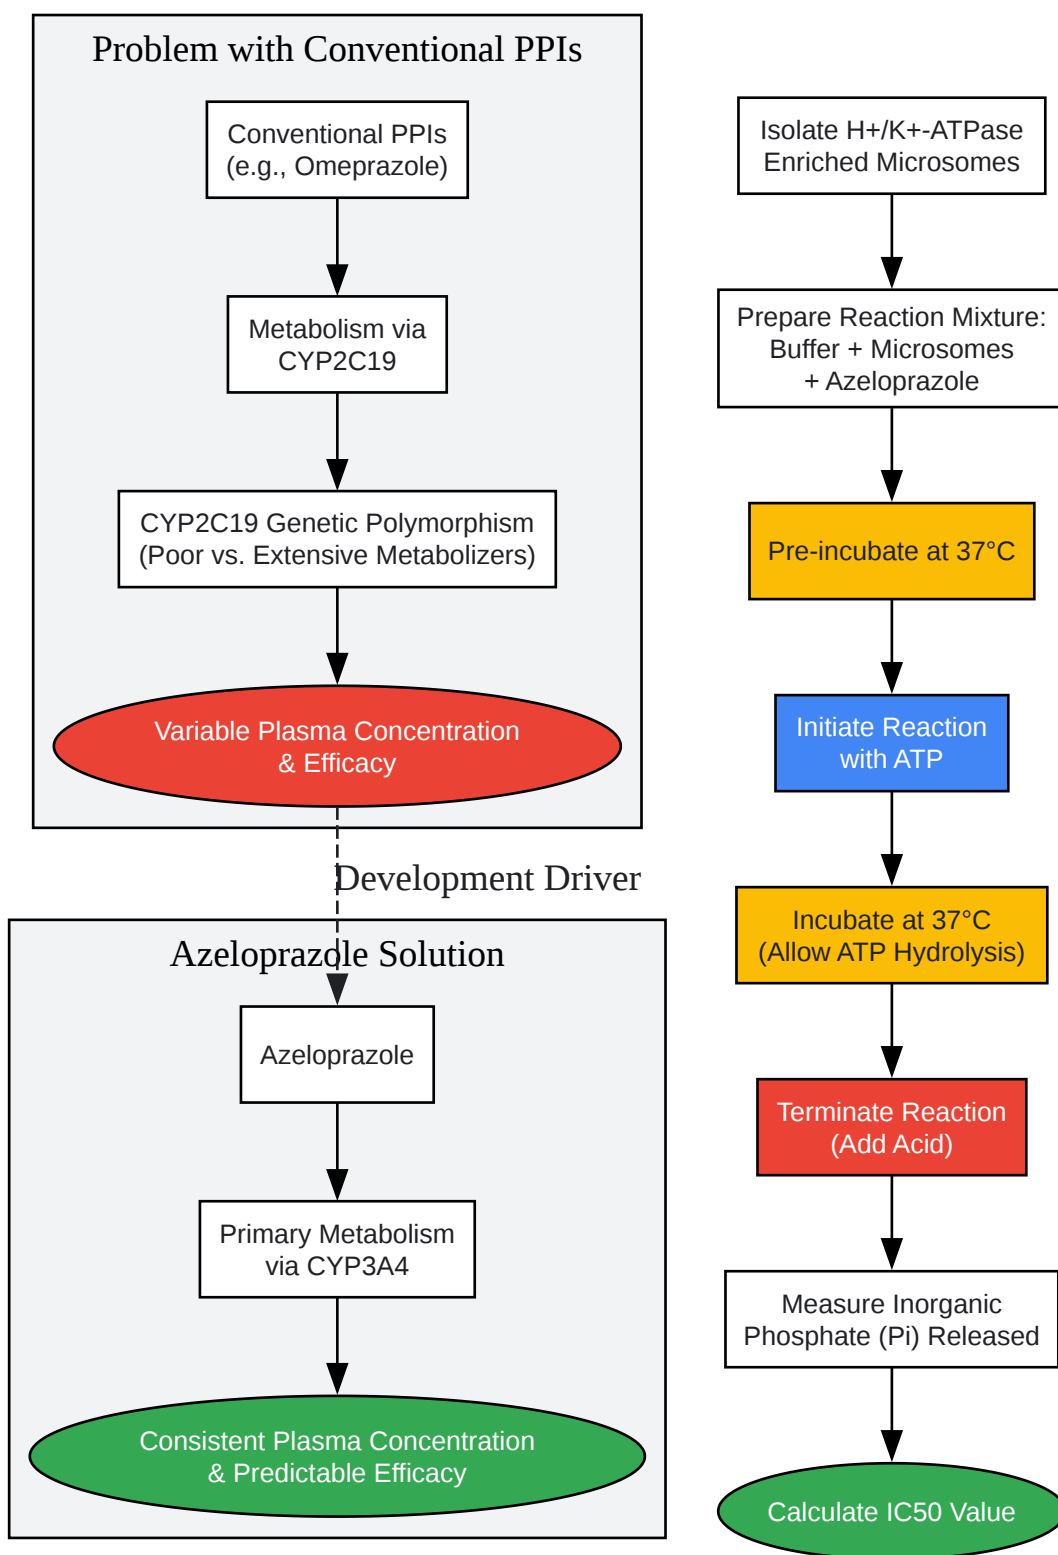 Problem with Conventional PPIs
Conventional PPIs
(e.g., Omeprazole)
Metabolism via
CYP2C19
CYP2C19 Genetic Polymorphism
(Poor vs. Extensive Metabolizers)
Variable Plasma Concentration
& Efficacy
Development Driver
Azeloprazole Solution
Azeloprazole
Primary Metabolism
via CYP3A4
Consistent Plasma Concentration
& Predictable Efficacy
Isolate H+/K+-ATPase
Enriched Microsomes
Prepare Reaction Mixture:
Buffer + Microsomes
+ Azeloprazole
Pre-incubate at 37°C
Initiate Reaction
with ATP
Incubate at 37°C
(Allow ATP Hydrolysis)
Terminate Reaction
(Add Acid)
Measure Inorganic
Phosphate (Pi) Released
Calculate IC50 Value